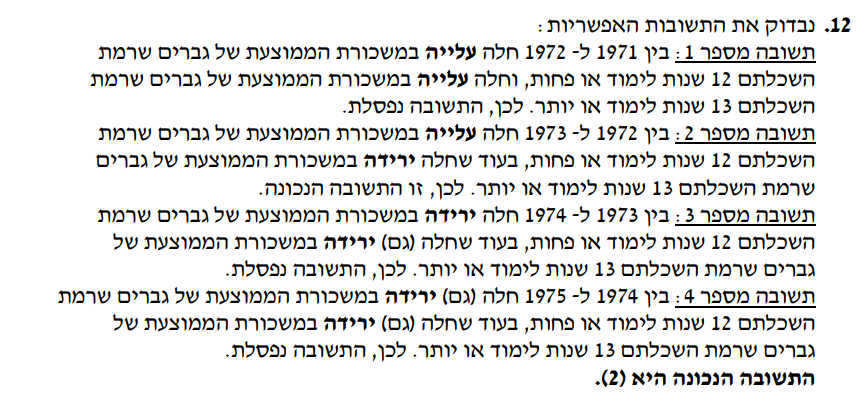 12. נבדוק את התשובות האפשריות:
תשובה מספר 1: בין 1971 ל- 1972 חלה עלייה במשכורת הממוצעת של גברים שרמת
השכלתם 12 שנות לימוד או פחות, וחלה עלייה במשכורת הממוצעת של גברים שרמת
השכלתם 13 שנות לימוד או יותר. לכן, התשובה נפסלת.
תשובה מספר 2: בין 1972 ל- 1973 חלה עלייה במשכורת הממוצעת של גברים שרמת
השכלתם 12 שנות לימוד או פחות, בעוד שחלה ירידה במשכורת הממוצעת של גברים
שרמת השכלתם 13 שנות לימוד או יותר. לכן, זו התשובה הנכונה.
תשובה מספר 3: בין 1973 ל- 1974 חלה ירידה במשכורת הממוצעת של גברים שרמת
השכלתם 12 שנות לימוד או פחות, בעוד שחלה (גם) ירידה במשכורת הממוצעת של
גברים שרמת השכלתם 13 שנות לימוד או יותר. לכן, התשובה נפסלת.
תשובה מספר 4: בין 1974 ל- 1975 חלה (גם) ירידה במשכורת הממוצעת של גברים שרמת
השכלתם 12 שנות לימוד או פחות, בעוד שחלה (גם) ירידה במשכורת הממוצעת של
גברים שרמת השכלתם 13 שנות לימוד או יותר. לכן, התשובה נפסלת.
התשובה הנכונה היא (2).